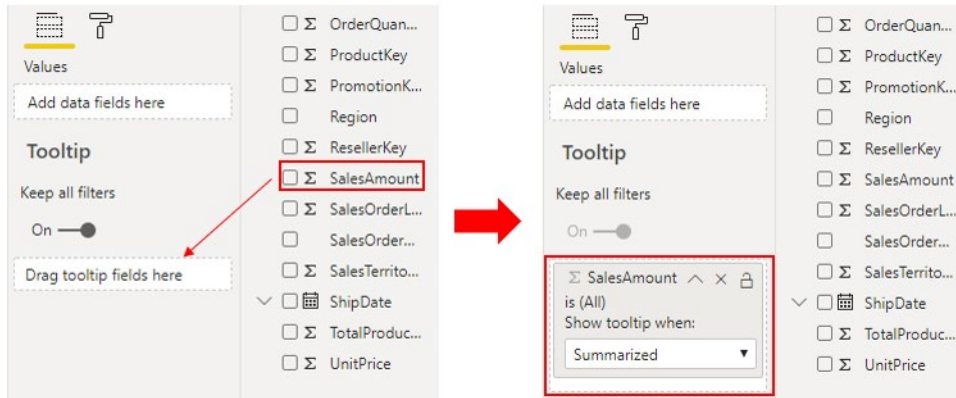 Values
Add data fields here
Tooltip
Keep all filters
On
Drag tooltip fields here
Σ OrderQuan...
Σ ProductKey
Σ PromotionK...
Region
Σ ResellerKey
Σ SalesAmount
Σ SalesOrderL...
SalesOrder...
Σ SalesTerrito...
ShipDate
Σ TotalProduc...
Σ UnitPrice
Values
Add data fields here
Tooltip
Keep all filters
On
Σ SalesAmount
is (All)
Show tooltip when:
Summarized
Σ OrderQuan...
Σ ProductKey
Σ PromotionK...
Region
Σ ResellerKey
Σ SalesAmount
Σ SalesOrderL...
SalesOrder...
Σ SalesTerrito...
ShipDate
Σ TotalProduc...
Σ UnitPrice